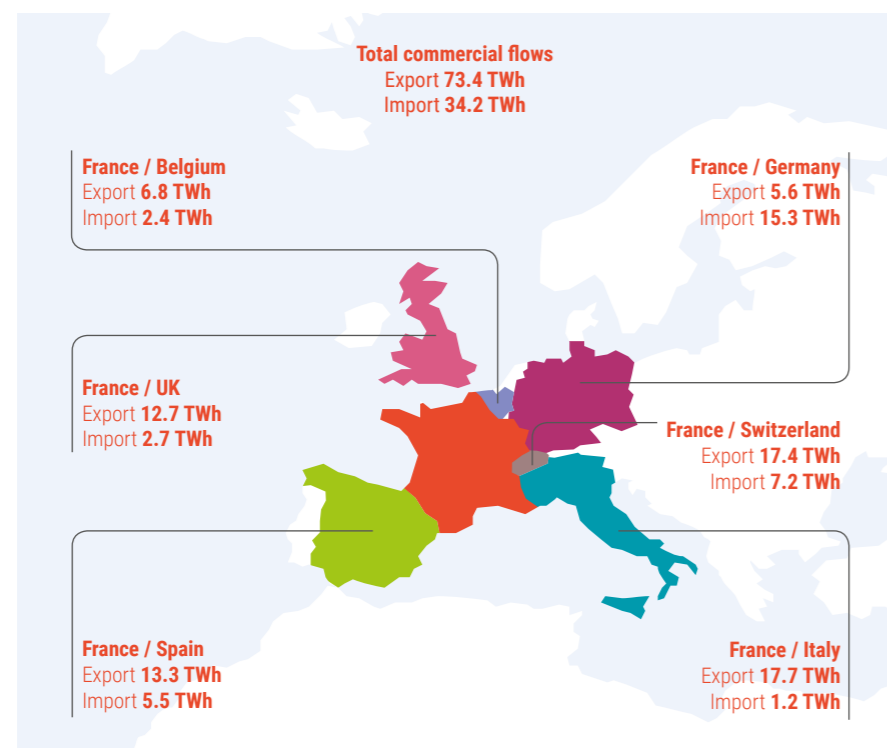 Total commercial flows
Export 73.4 TWh
Import 34.2 TWh
France / Belgium
Export 6.8 TWh
Import 2.4 TWh
France / Germany
Export 5.6 TWh
Import 15.3 TWh
France / UK
Export 12.7 TWh
Import 2.7 TWh
France / Switzerland
Export 17.4 TWh
Import 7.2 TWh
France / Spain
Export 13.3 TWh
Import 5.5 TWh
France / Italy
Export 17.7 TWh
Import 1.2 TWh